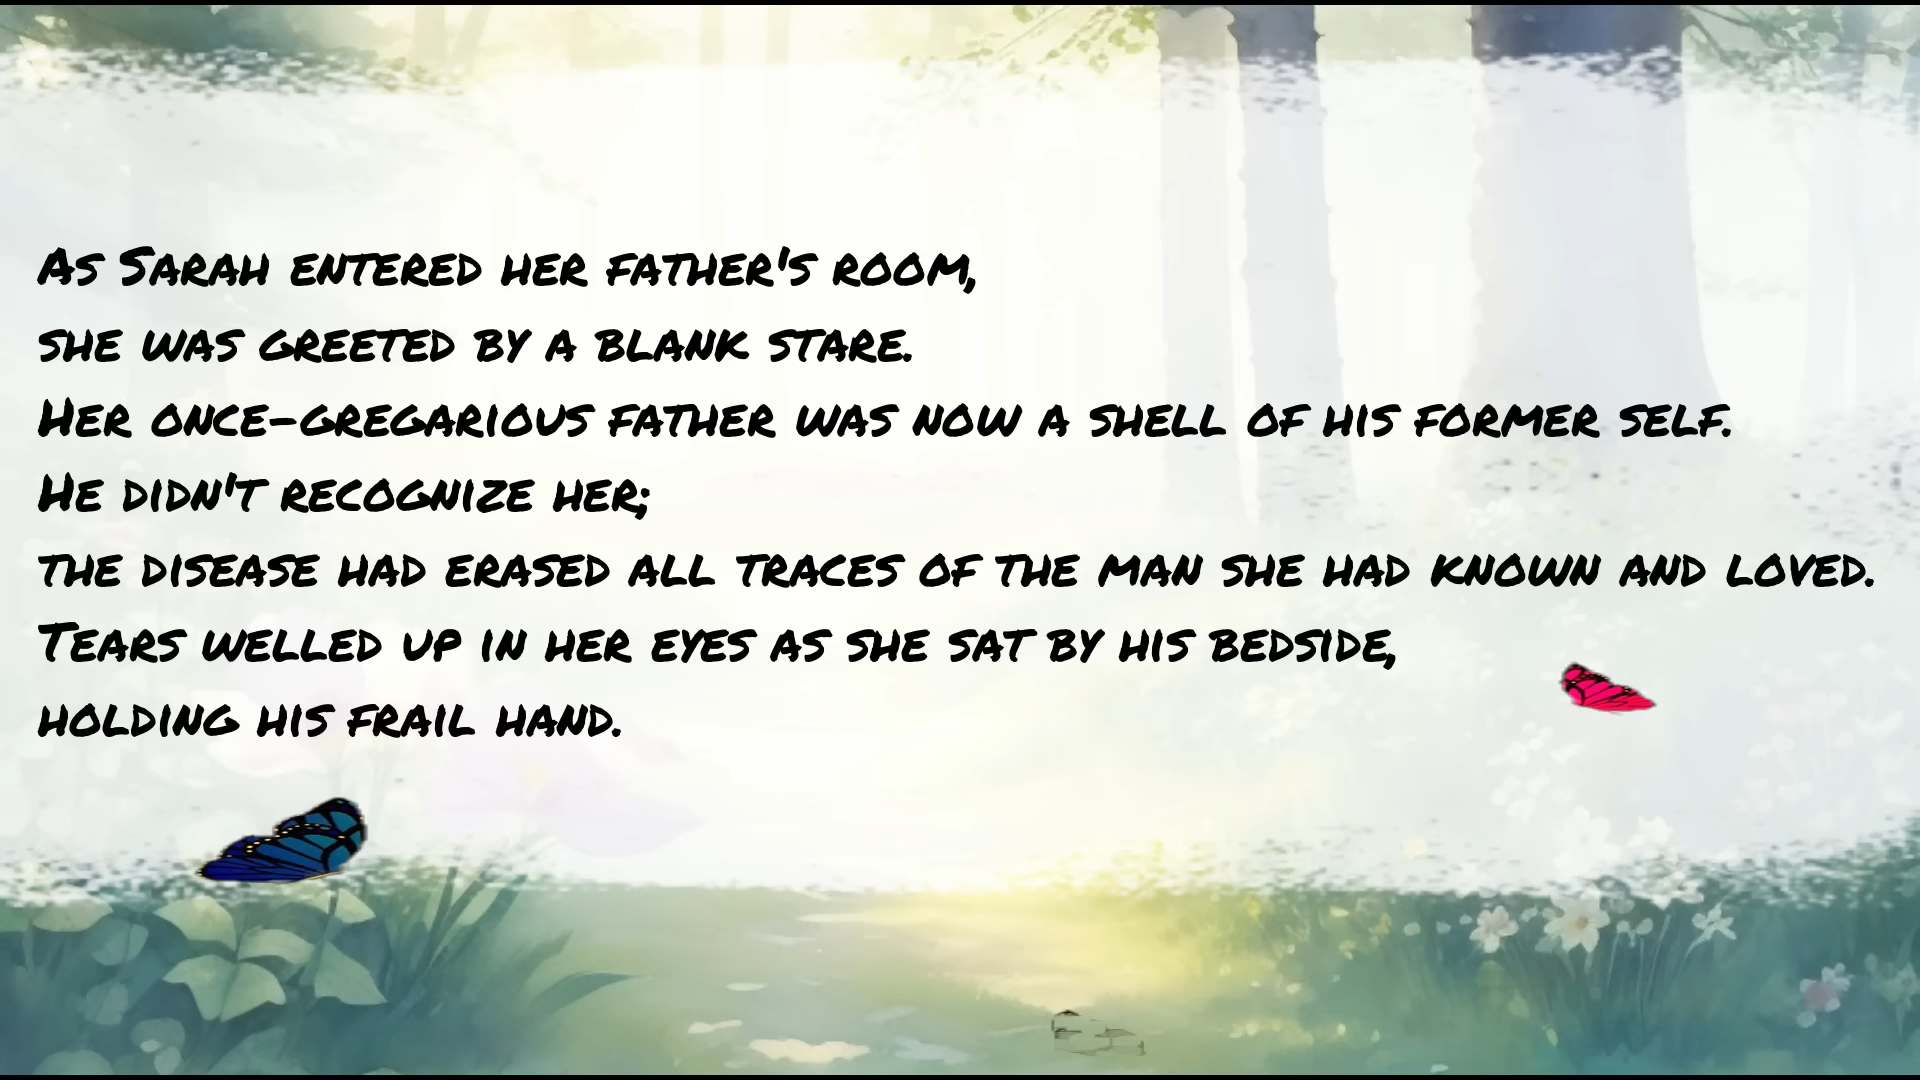 As Sarah entered her father's room,
she was greeted by a blank stare.
Her once-gregarious father was now a shell of his former self.
He didn't recognize her;
the disease had erased all traces of the man she had known and loved.
Tears welled up in her eyes as she sat by his bedside,
holding his frail hand.